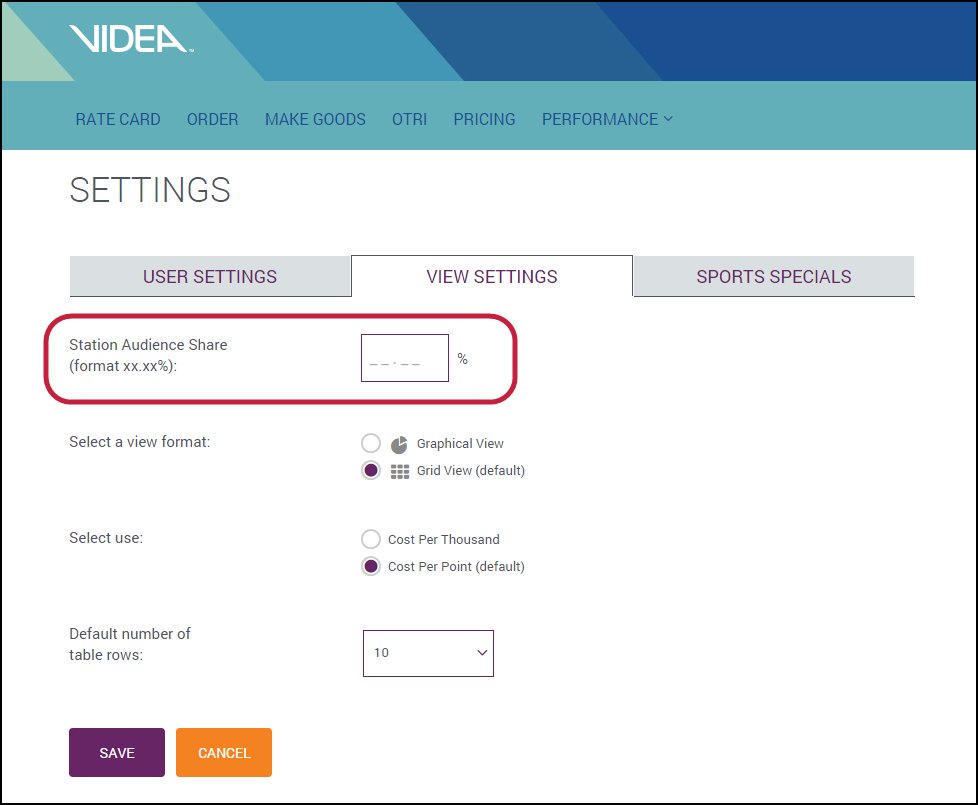 VIDEA™
RATE CARD ORDER MAKE GOODS OTRI PRICING PERFORMANCE
SETTINGS
USER SETTINGS VIEW SETTINGS SPORTS SPECIALS
Station Audience Share
(format xx.xx%):
__.__ %
Select a view format:
Graphical View
Grid View (default)
Select use:
Cost Per Thousand
Cost Per Point (default)
Default number of
table rows:
10
SAVE CANCEL